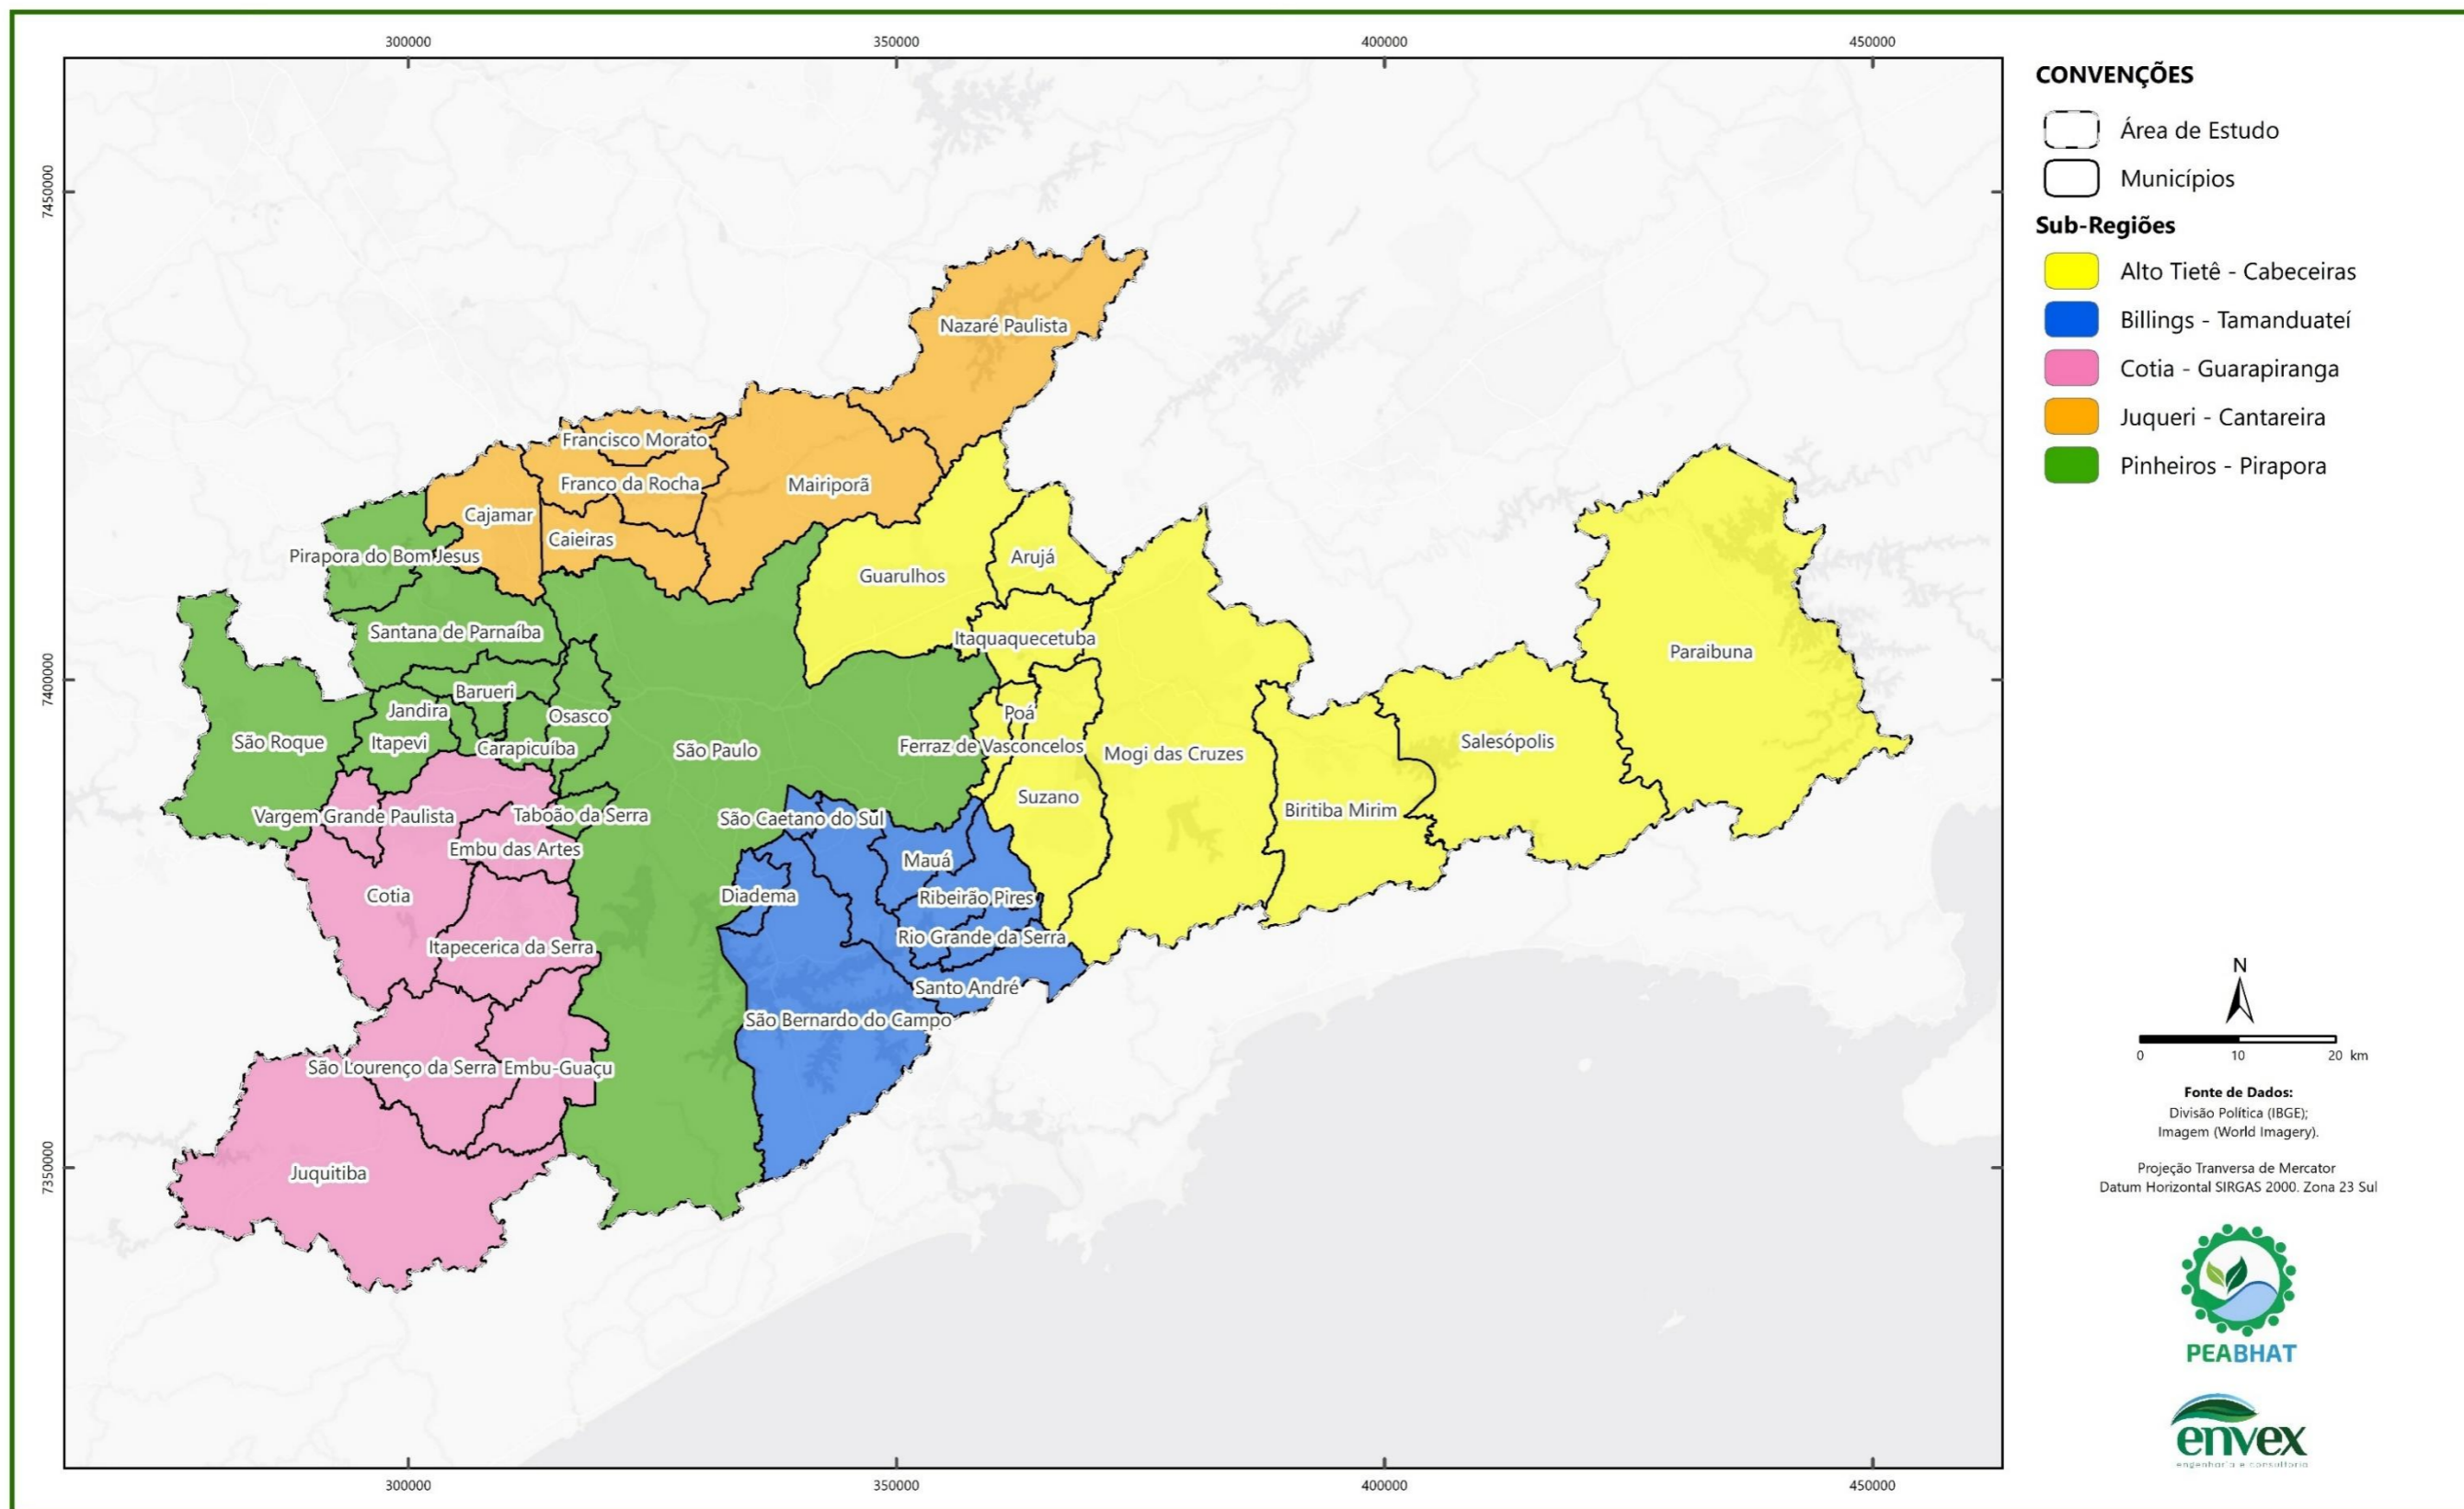 300000
350000
400000
450000
7450000
7400000
7350000
Nazaré Paulista
Francisco Morato
Franco da Rocha
Mairiporã
Cajamar
Caieiras
Pirapora do Bom Jesus
Arujá
Guarulhos
Santana de Parnaíba
Itaquaquecetuba
Paraibuna
Barueri
Jandira
Osasco
Poá
São Roque
Itapevi
Carapicuíba
São Paulo
Ferraz de Vasconcelos
Mogi das Cruzes
Salesópolis
Suzano
Biritiba Mirim
Vargem Grande Paulista
Taboão da Serra
São Caetano do Sul
Embu das Artes
Mauá
Cotia
Diadema
Ribeirão Pires
Itapecerica da Serra
Rio Grande da Serra
Santo André
São Bernardo do Campo
São Lourenço da Serra
Embu-Guaçu
Juquitiba
300000
350000
400000
450000
CONVENÇÕES
Área de Estudo
Municípios
Sub-Regiões
Alto Tietê - Cabeceiras
Billings - Tamanduateí
Cotia - Guarapiranga
Juqueri - Cantareira
Pinheiros - Pirapora
N
0 10 20 km
Fonte de Dados:
Divisão Política (IBGE);
Imagem (World Imagery).
Projeção Tranversa de Mercator
Datum Horizontal SIRGAS 2000. Zona 23 Sul
PEABHAT
envex
engenharia e consultoria